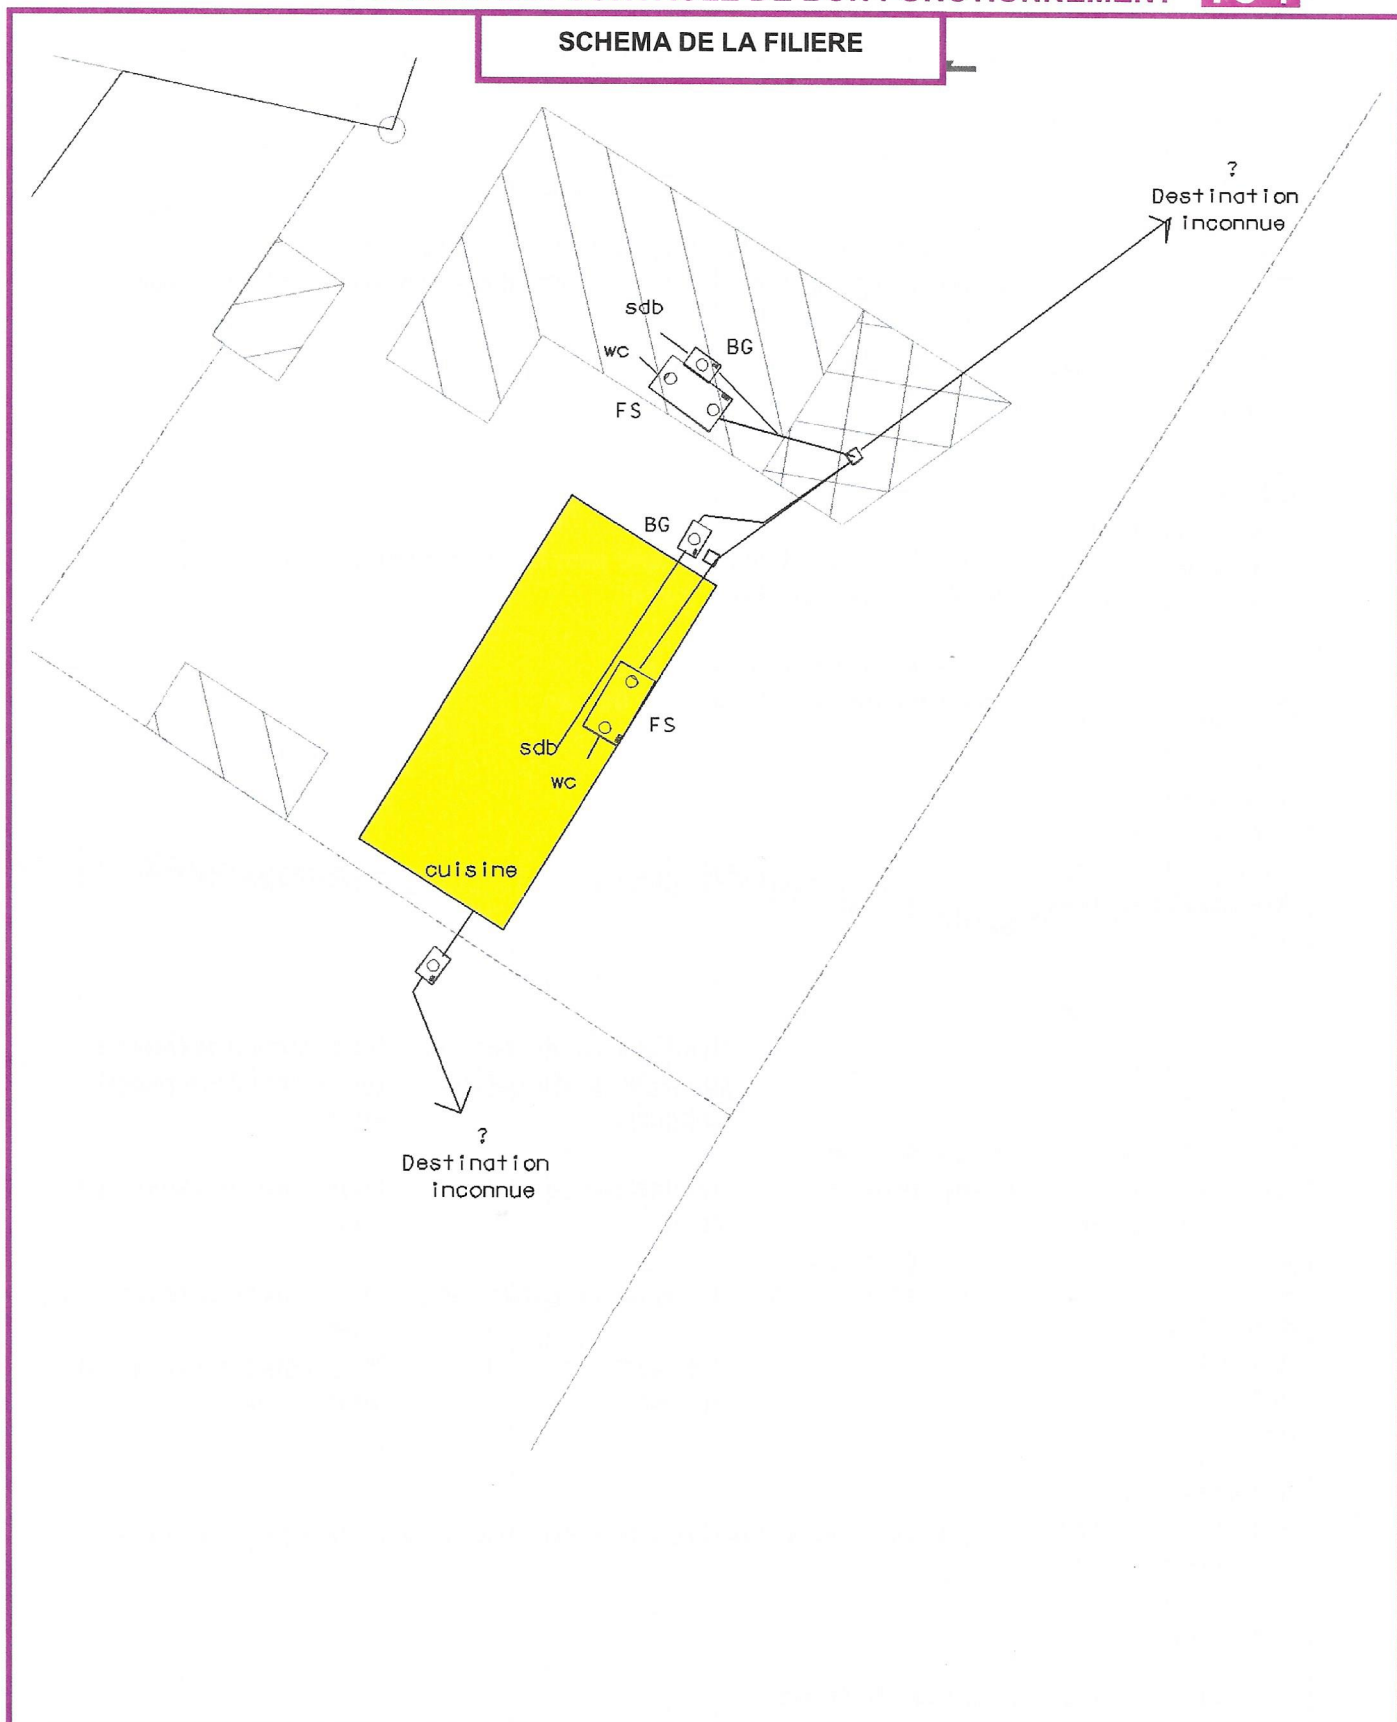 SCHEMA DE LA FILIERE
?
Destination
inconnue
sdb
BG
wc
FS
BG
FS
sdb
wc
cuisine
?
Destination
inconnue